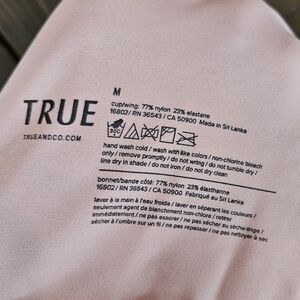 M
TRUE
TRUEANDCO.COM
cup/wing: 77% nylon 23% elastane
16802/ RN 36543 / CA 50900 Made in Sri Lanka
hand wash cold / wash with like colors / non-chlorine bleach
only / remove promptly / do not wring / do not tumble dry /
line dry in shade / do not iron / do not dry clean
bonnet/bande côté: 77% nylon 23% élasthanne
16802/ RN 36543 / CA 50900 Fabriqué au Sri Lanka
laver à la main à l'eau froide / laver en séparant les couleurs /
seulement agent de blanchiment non chlore / retirer
immédiatement / ne pas essorer / ne pas sécher au sèche-linge /
sécher à l'ombre sur un fil / ne pas repasser / ne pas nettoyer à sec